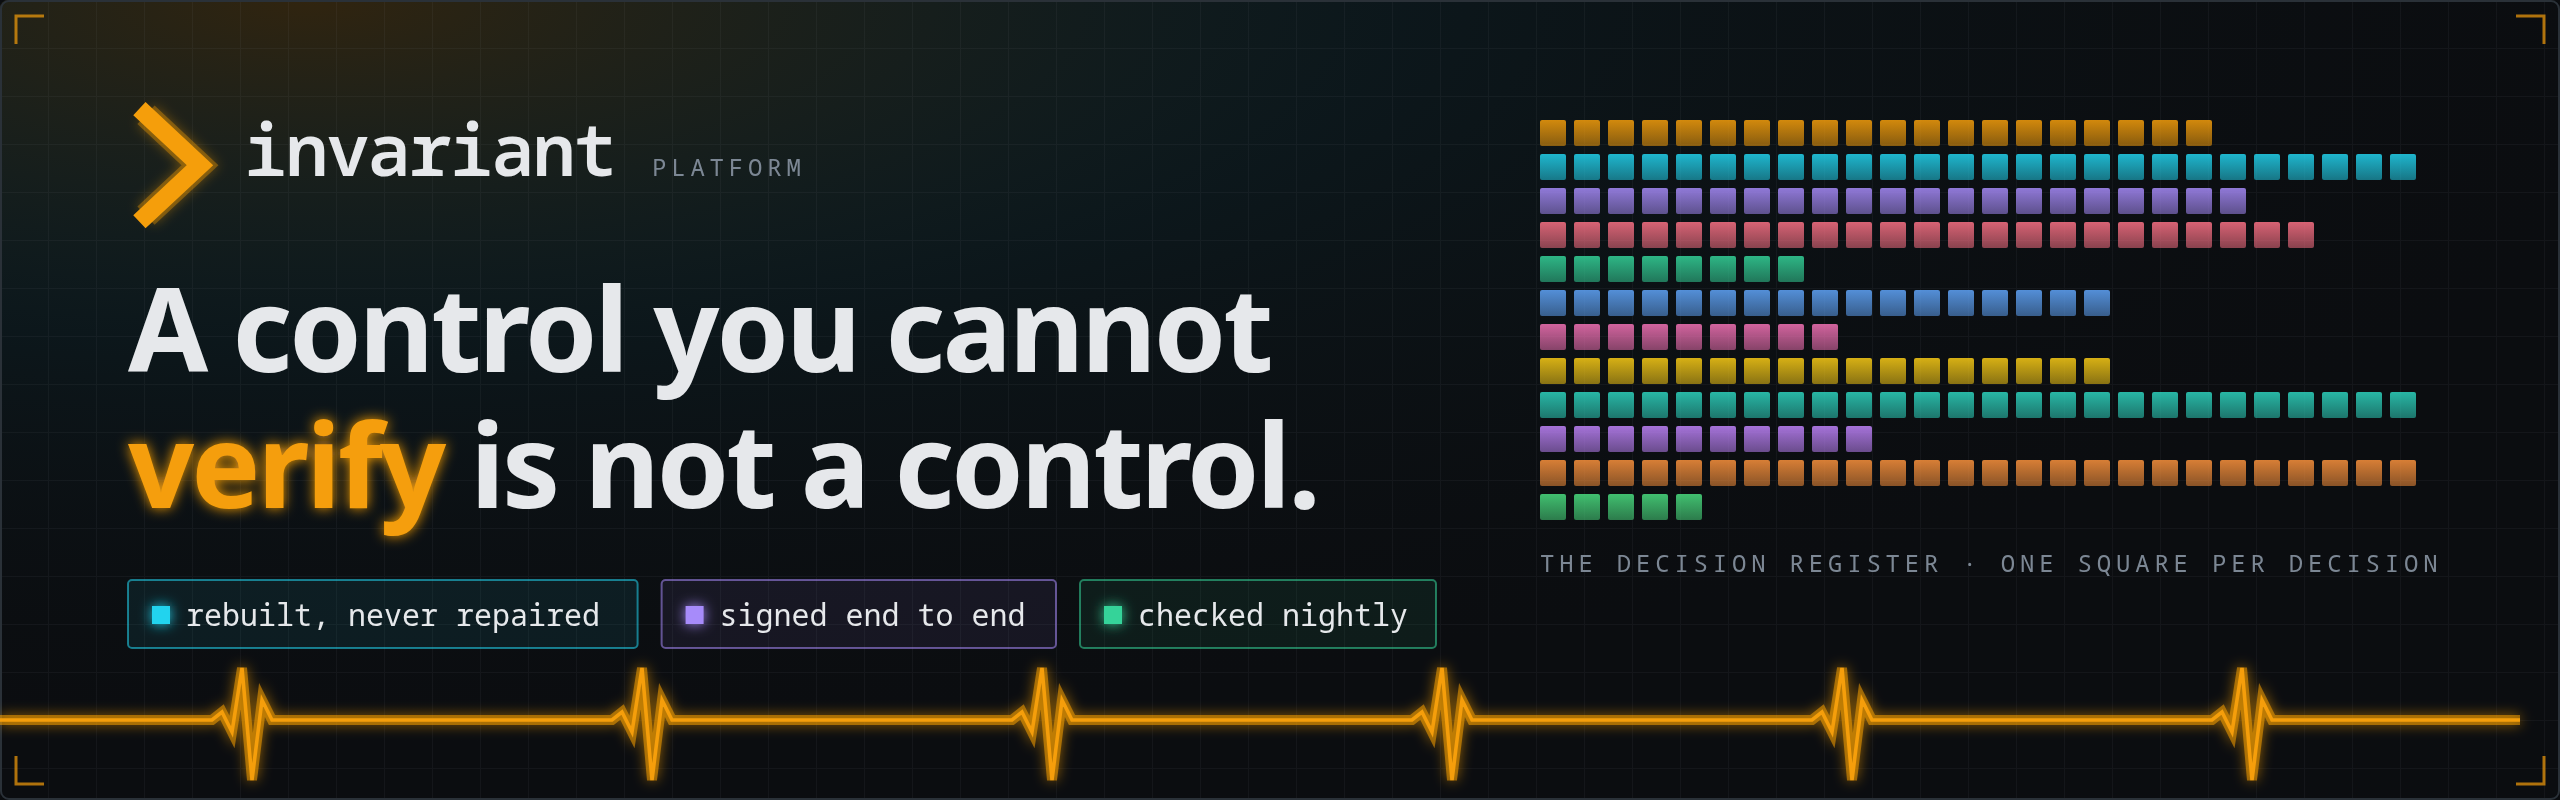 invariant PLATFORM
A control you cannot
verify is not a control.
rebuilt, never repaired
signed end to end
checked nightly
THE DECISION REGISTER · ONE SQUARE PER DECISION